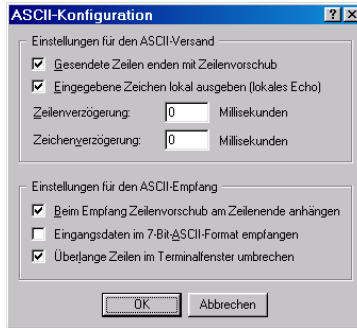 ASCII-Konfiguration
Einstellungen für den ASCII-Versand
Gesendete Zeilen enden mit Zeilenvorschub
Eingegebene Zeichen lokal ausgeben (lokales Echo)
Zeilenverzögerung: 0 Millisekunden
Zeichenverzögerung: 0 Millisekunden
Einstellungen für den ASCII-Empfang
Beim Empfang Zeilenvorschub am Zeilenende anhängen
Eingangsdaten im 7-Bit-ASCII-Format empfangen
Überlange Zeilen im Terminalfenster umbrechen
OK Abbrechen